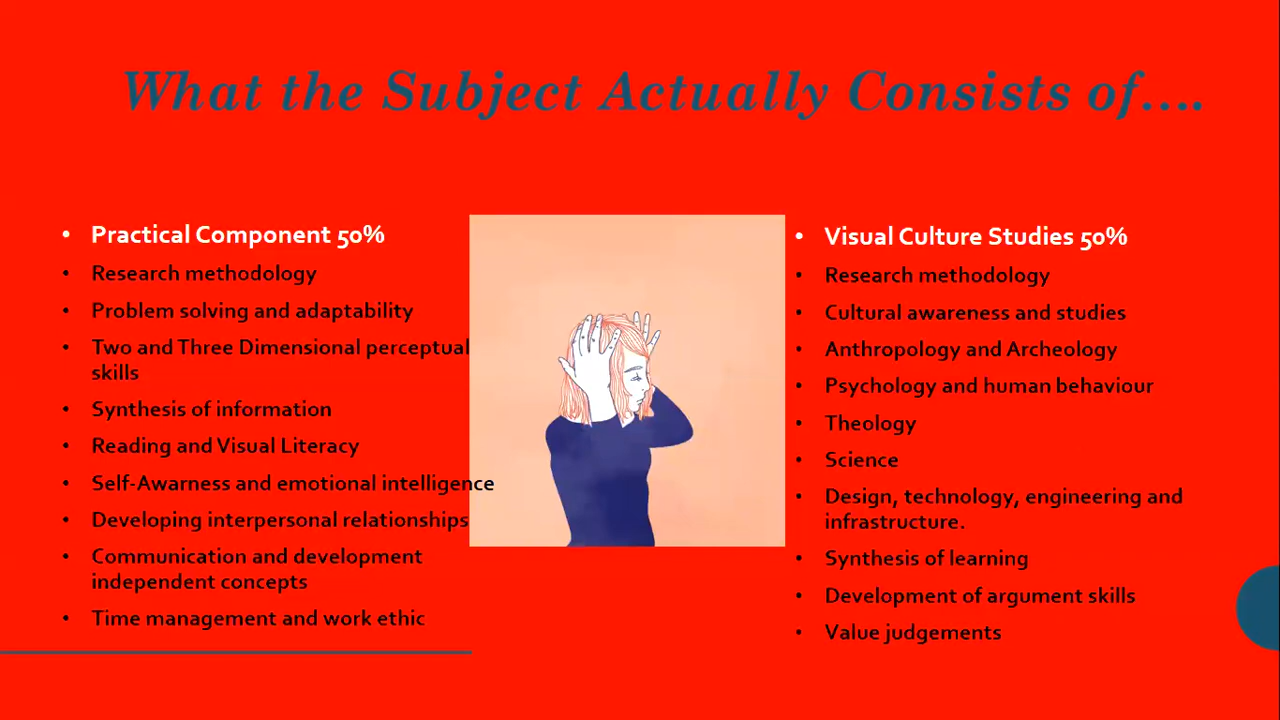 What the Subject Actually Consists of....
• Practical Component 50%
• Research methodology
• Problem solving and adaptability
• Two and Three Dimensional perceptual
skills
• Synthesis of information
• Reading and Visual Literacy
• Self-Awarness and emotional intelligence
• Developing interpersonal relationships
• Communication and development
independent concepts
• Time management and work ethic
• Visual Culture Studies 50%
• Research methodology
• Cultural awareness and studies
• Anthropology and Archeology
• Psychology and human behaviour
• Theology
• Science
• Design, technology, engineering and
infrastructure.
• Synthesis of learning
• Development of argument skills
• Value judgements